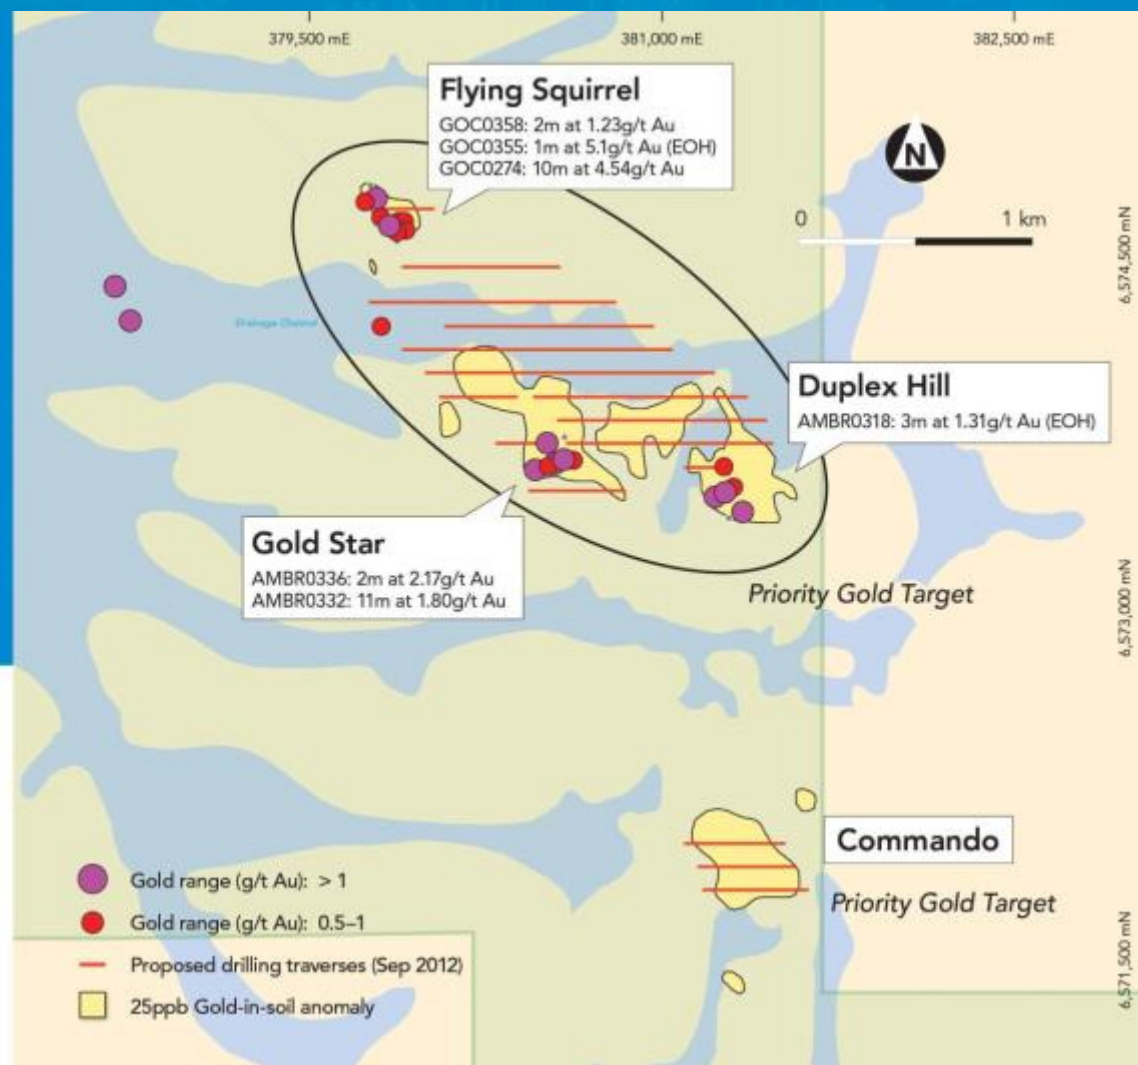 379,500 mE
381,000 mE
382,500 mE
Flying Squirrel
GOC0358: 2m at 1.23g/t Au
GOC0355: 1m at 5.1g/t Au (EOH)
GOC0274: 10m at 4.54g/t Au
N
0 1 km
6,574,500 mN
Drainage Channel
Duplex Hill
AMBR0318: 3m at 1.31g/t Au (EOH)
Gold Star
AMBR0336: 2m at 2.17g/t Au
AMBR0332: 11m at 1.80g/t Au
Priority Gold Target
6,573,000 mN
Commando
Priority Gold Target
6,571,500 mN
Gold range (g/t Au): > 1
Gold range (g/t Au): 0.5–1
Proposed drilling traverses (Sep 2012)
25ppb Gold-in-soil anomaly